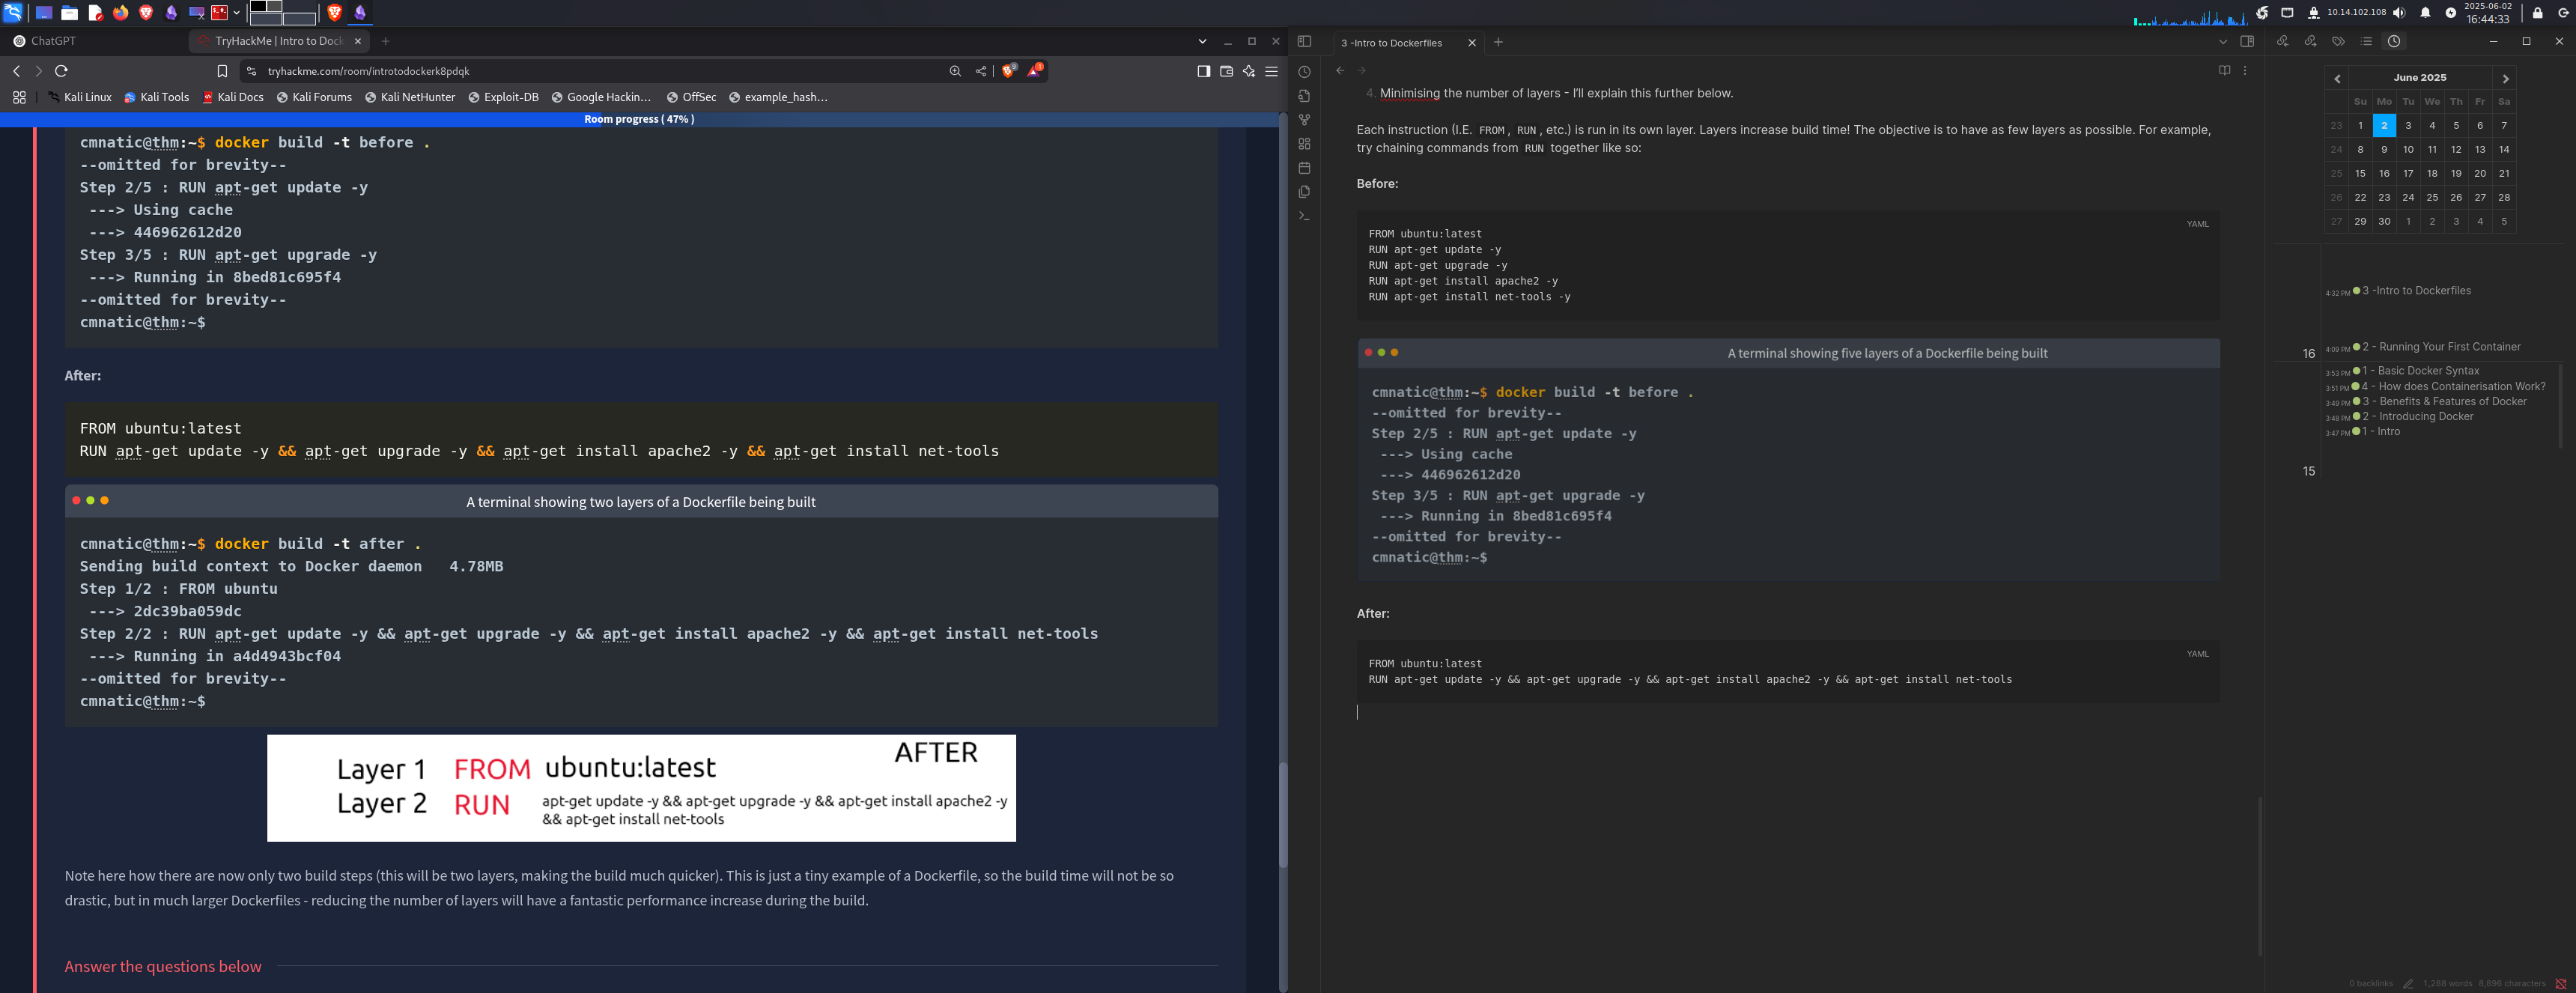 10.14.102.108
2025-06-02
16:44:33
ChatGPT
TryHackMe | Intro to Dock
tryhackme.com/room/introtodockerk8pdqk
Kali Linux Kali Tools Kali Docs Kali Forums Kali NetHunter Exploit-DB Google Hackin... OffSec example_hash...
Room progress ( 47% )
cmnatic@thm:~$ docker build -t before .
--omitted for brevity--
Step 2/5 : RUN apt-get update -y
---> Using cache
---> 446962612d20
Step 3/5 : RUN apt-get upgrade -y
---> Running in 8bed81c695f4
--omitted for brevity--
cmnatic@thm:~$
After:
FROM ubuntu:latest
RUN apt-get update -y && apt-get upgrade -y && apt-get install apache2 -y && apt-get install net-tools
A terminal showing two layers of a Dockerfile being built
cmnatic@thm:~$ docker build -t after .
Sending build context to Docker daemon 4.78MB
Step 1/2 : FROM ubuntu
---> 2dc39ba059dc
Step 2/2 : RUN apt-get update -y && apt-get upgrade -y && apt-get install apache2 -y && apt-get install net-tools
---> Running in a4d4943bcf04
--omitted for brevity--
cmnatic@thm:~$
AFTER
Layer 1 FROM ubuntu:latest
Layer 2 RUN apt-get update -y && apt-get upgrade -y && apt-get install apache2 -y
&& apt-get install net-tools
Note here how there are now only two build steps (this will be two layers, making the build much quicker). This is just a tiny example of a Dockerfile, so the build time will not be so
drastic, but in much larger Dockerfiles - reducing the number of layers will have a fantastic performance increase during the build.
Answer the questions below
3 -Intro to Dockerfiles
4. Minimising the number of layers - I'll explain this further below.
Each instruction (I.E. FROM, RUN, etc.) is run in its own layer. Layers increase build time! The objective is to have as few layers as possible. For example,
try chaining commands from RUN together like so:
Before:
YAML
FROM ubuntu:latest
RUN apt-get update -y
RUN apt-get upgrade -y
RUN apt-get install apache2 -y
RUN apt-get install net-tools -y
A terminal showing five layers of a Dockerfile being built
cmnatic@thm:~$ docker build -t before .
--omitted for brevity--
Step 2/5 : RUN apt-get update -y
---> Using cache
---> 446962612d20
Step 3/5 : RUN apt-get upgrade -y
---> Running in 8bed81c695f4
--omitted for brevity--
cmnatic@thm:~$
After:
YAML
FROM ubuntu:latest
RUN apt-get update -y && apt-get upgrade -y && apt-get install apache2 -y && apt-get install net-tools
June 2025
Su Mo Tu We Th Fr Sa
23 1 2 3 4 5 6 7
24 8 9 10 11 12 13 14
25 15 16 17 18 19 20 21
26 22 23 24 25 26 27 28
27 29 30 1 2 3 4 5
4:32 PM 3 -Intro to Dockerfiles
16 4:09 PM 2 - Running Your First Container
3:53 PM 1 - Basic Docker Syntax
3:51 PM 4 - How does Containerisation Work?
3:49 PM 3 - Benefits & Features of Docker
3:48 PM 2 - Introducing Docker
3:47 PM 1 - Intro
15
0 backlinks 1,288 words 8,896 characters